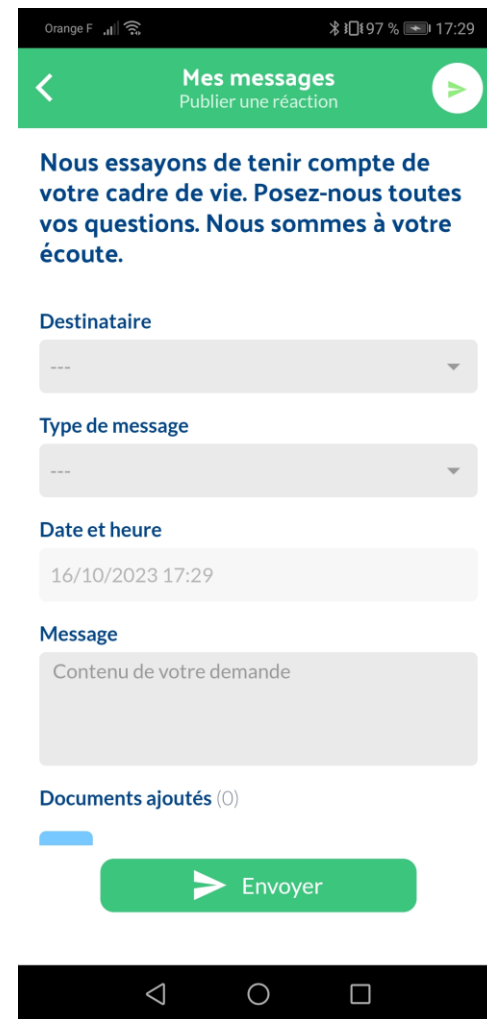 Orange F 97 % 17:29
Mes messages
Publier une réaction
Nous essayons de tenir compte de
votre cadre de vie. Posez-nous toutes
vos questions. Nous sommes à votre
écoute.
Destinataire
---
Type de message
---
Date et heure
16/10/2023 17:29
Message
Contenu de votre demande
Documents ajoutés (0)
Envoyer